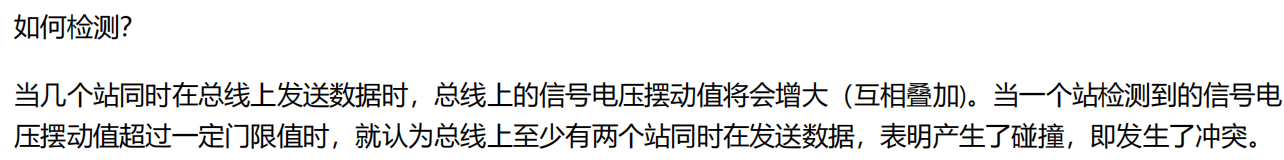 如何检测?
当几个站同时在总线上发送数据时，总线上的信号电压摆动值将会增大（互相叠加)。当一个站检测到的信号电
压摆动值超过一定门限值时，就认为总线上至少有两个站同时在发送数据，表明产生了碰撞，即发生了冲突。